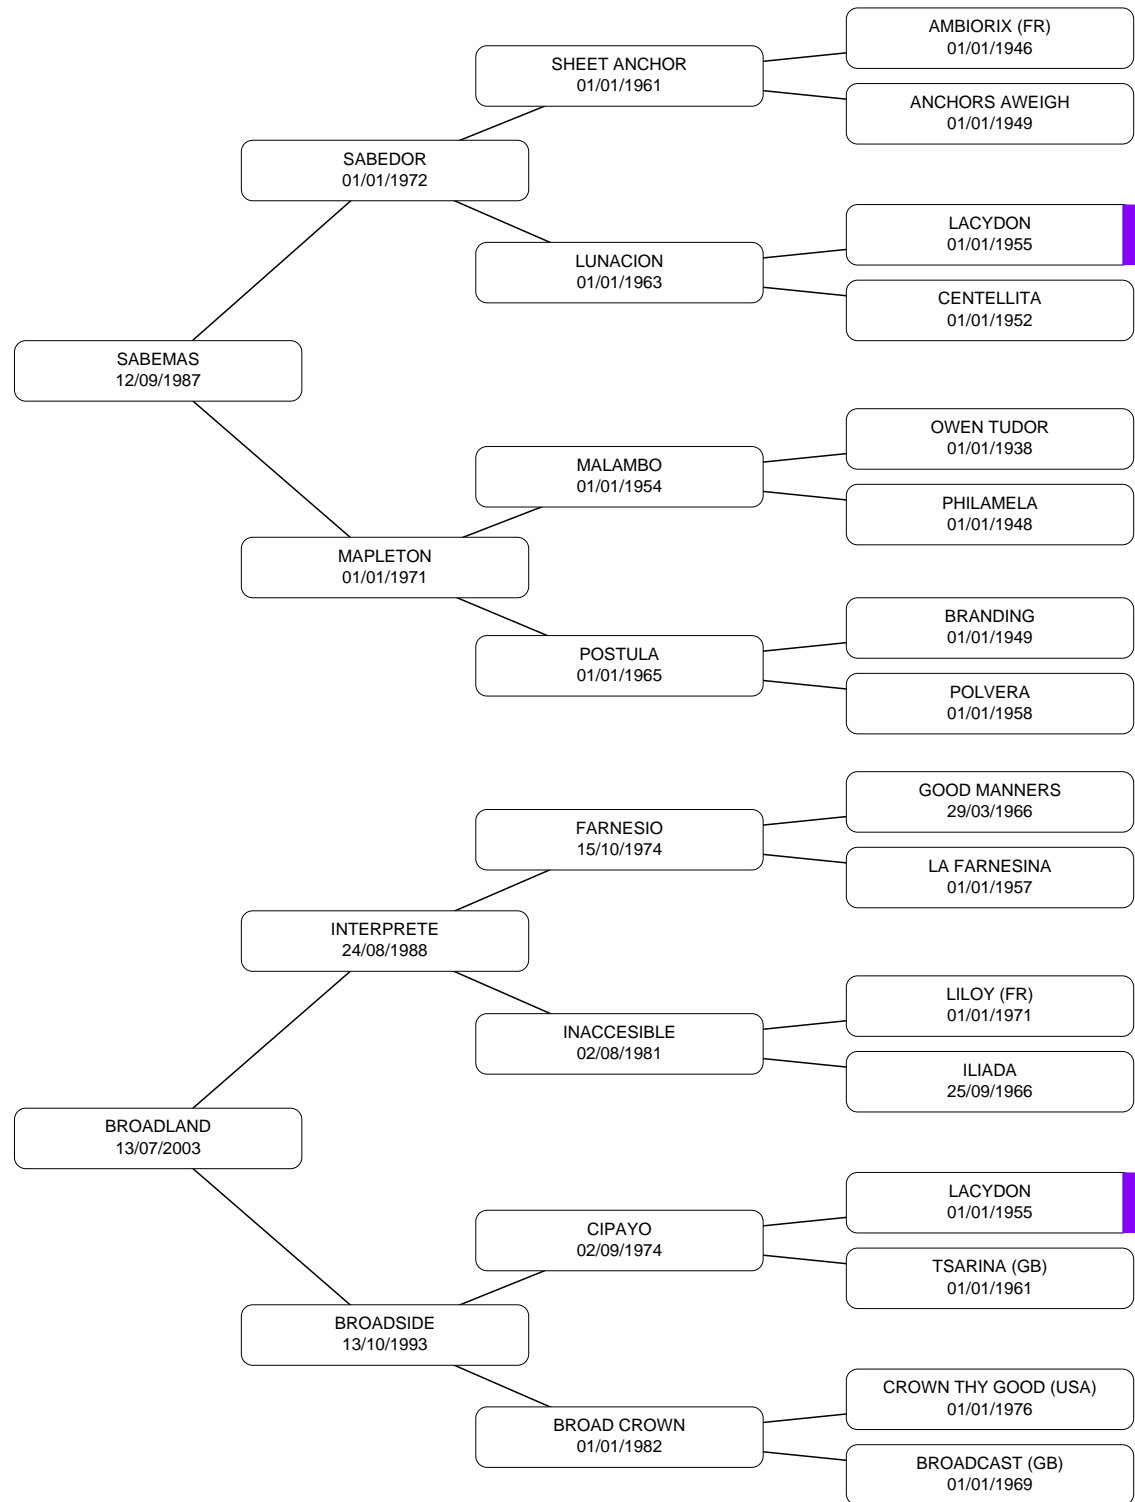 AMBIORIX (FR)
01/01/1946
SHEET ANCHOR
01/01/1961
ANCHORS AWEIGH
01/01/1949
SABEDOR
01/01/1972
LACYDON
01/01/1955
LUNACION
01/01/1963
CENTELLITA
01/01/1952
SABEMAS
12/09/1987
OWEN TUDOR
01/01/1938
MALAMBO
01/01/1954
PHILAMELA
01/01/1948
MAPLETON
01/01/1971
BRANDING
01/01/1949
POSTULA
01/01/1965
POLVERA
01/01/1958
GOOD MANNERS
29/03/1966
FARNESIO
15/10/1974
LA FARNESINA
01/01/1957
INTERPRETE
24/08/1988
LILOY (FR)
01/01/1971
INACCESIBLE
02/08/1981
ILIADA
25/09/1966
BROADLAND
13/07/2003
LACYDON
01/01/1955
CIPAYO
02/09/1974
TSARINA (GB)
01/01/1961
BROADSIDE
13/10/1993
CROWN THY GOOD (USA)
01/01/1976
BROAD CROWN
01/01/1982
BROADCAST (GB)
01/01/1969